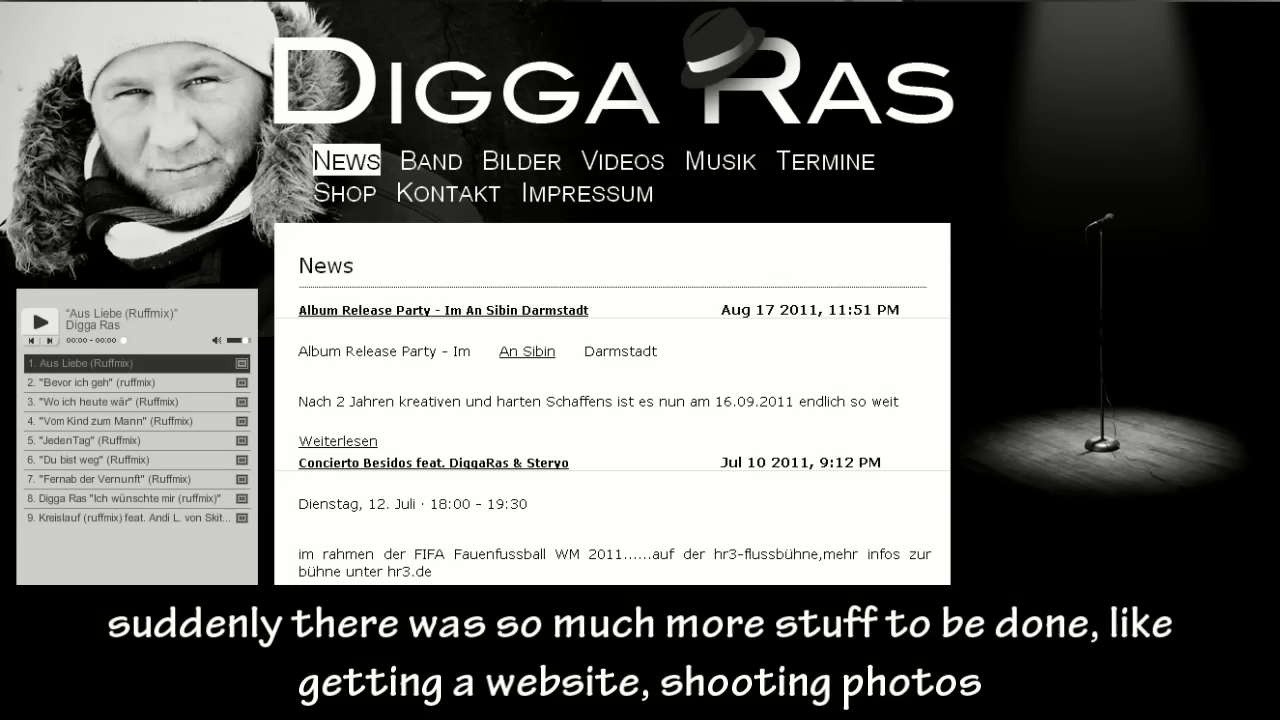 DIGGA RAS
NEWS BAND BILDER VIDEOS MUSIK TERMINE
SHOP KONTAKT IMPRESSUM
"Aus Liebe (Ruffmix)"
Digga Ras
00:00 - 00:00
1. Aus Liebe (Ruffmix)
2. "Bevor ich geh" (ruffmix)
3. "Wo ich heute wär" (Ruffmix)
4. "Vom Kind zum Mann" (Ruffmix)
5. "JedenTag" (Ruffmix)
6. "Du bist weg" (Ruffmix)
7. "Fernab der Vernunft" (Ruffmix)
8. Digga Ras "Ich wünschte mir (ruffmix)"
9. Kreislauf (ruffmix) feat. Andi L. von Skit...
News
Album Release Party - Im An Sibin Darmstadt Aug 17 2011, 11:51 PM
Album Release Party - Im An Sibin Darmstadt
Nach 2 Jahren kreativen und harten Schaffens ist es nun am 16.09.2011 endlich so weit
Weiterlesen
Concierto Besidos feat. DiggaRas & Steryo Jul 10 2011, 9:12 PM
Dienstag, 12. Juli · 18:00 - 19:30
im rahmen der FIFA Fauenfussball WM 2011......auf der hr3-flussbühne,mehr infos zur
bühne unter hr3.de
suddenly there was so much more stuff to be done, like
getting a website, shooting photos